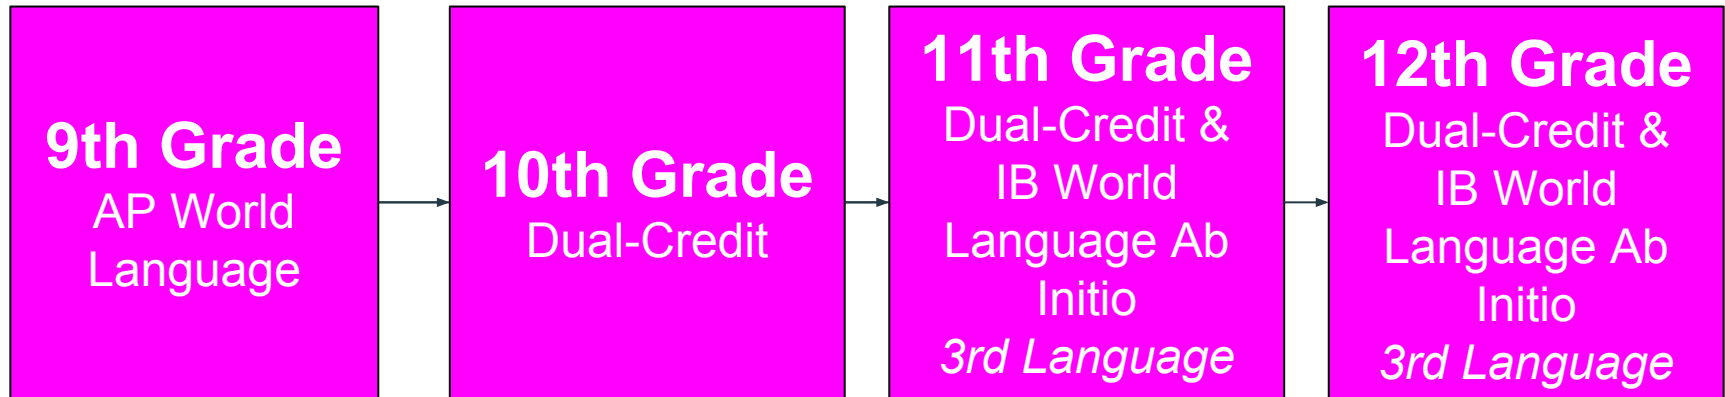 9th Grade
AP World
Language
10th Grade
Dual-Credit
11th Grade
Dual-Credit &
IB World
Language Ab
Initio
3rd Language
12th Grade
Dual-Credit &
IB World
Language Ab
Initio
3rd Language